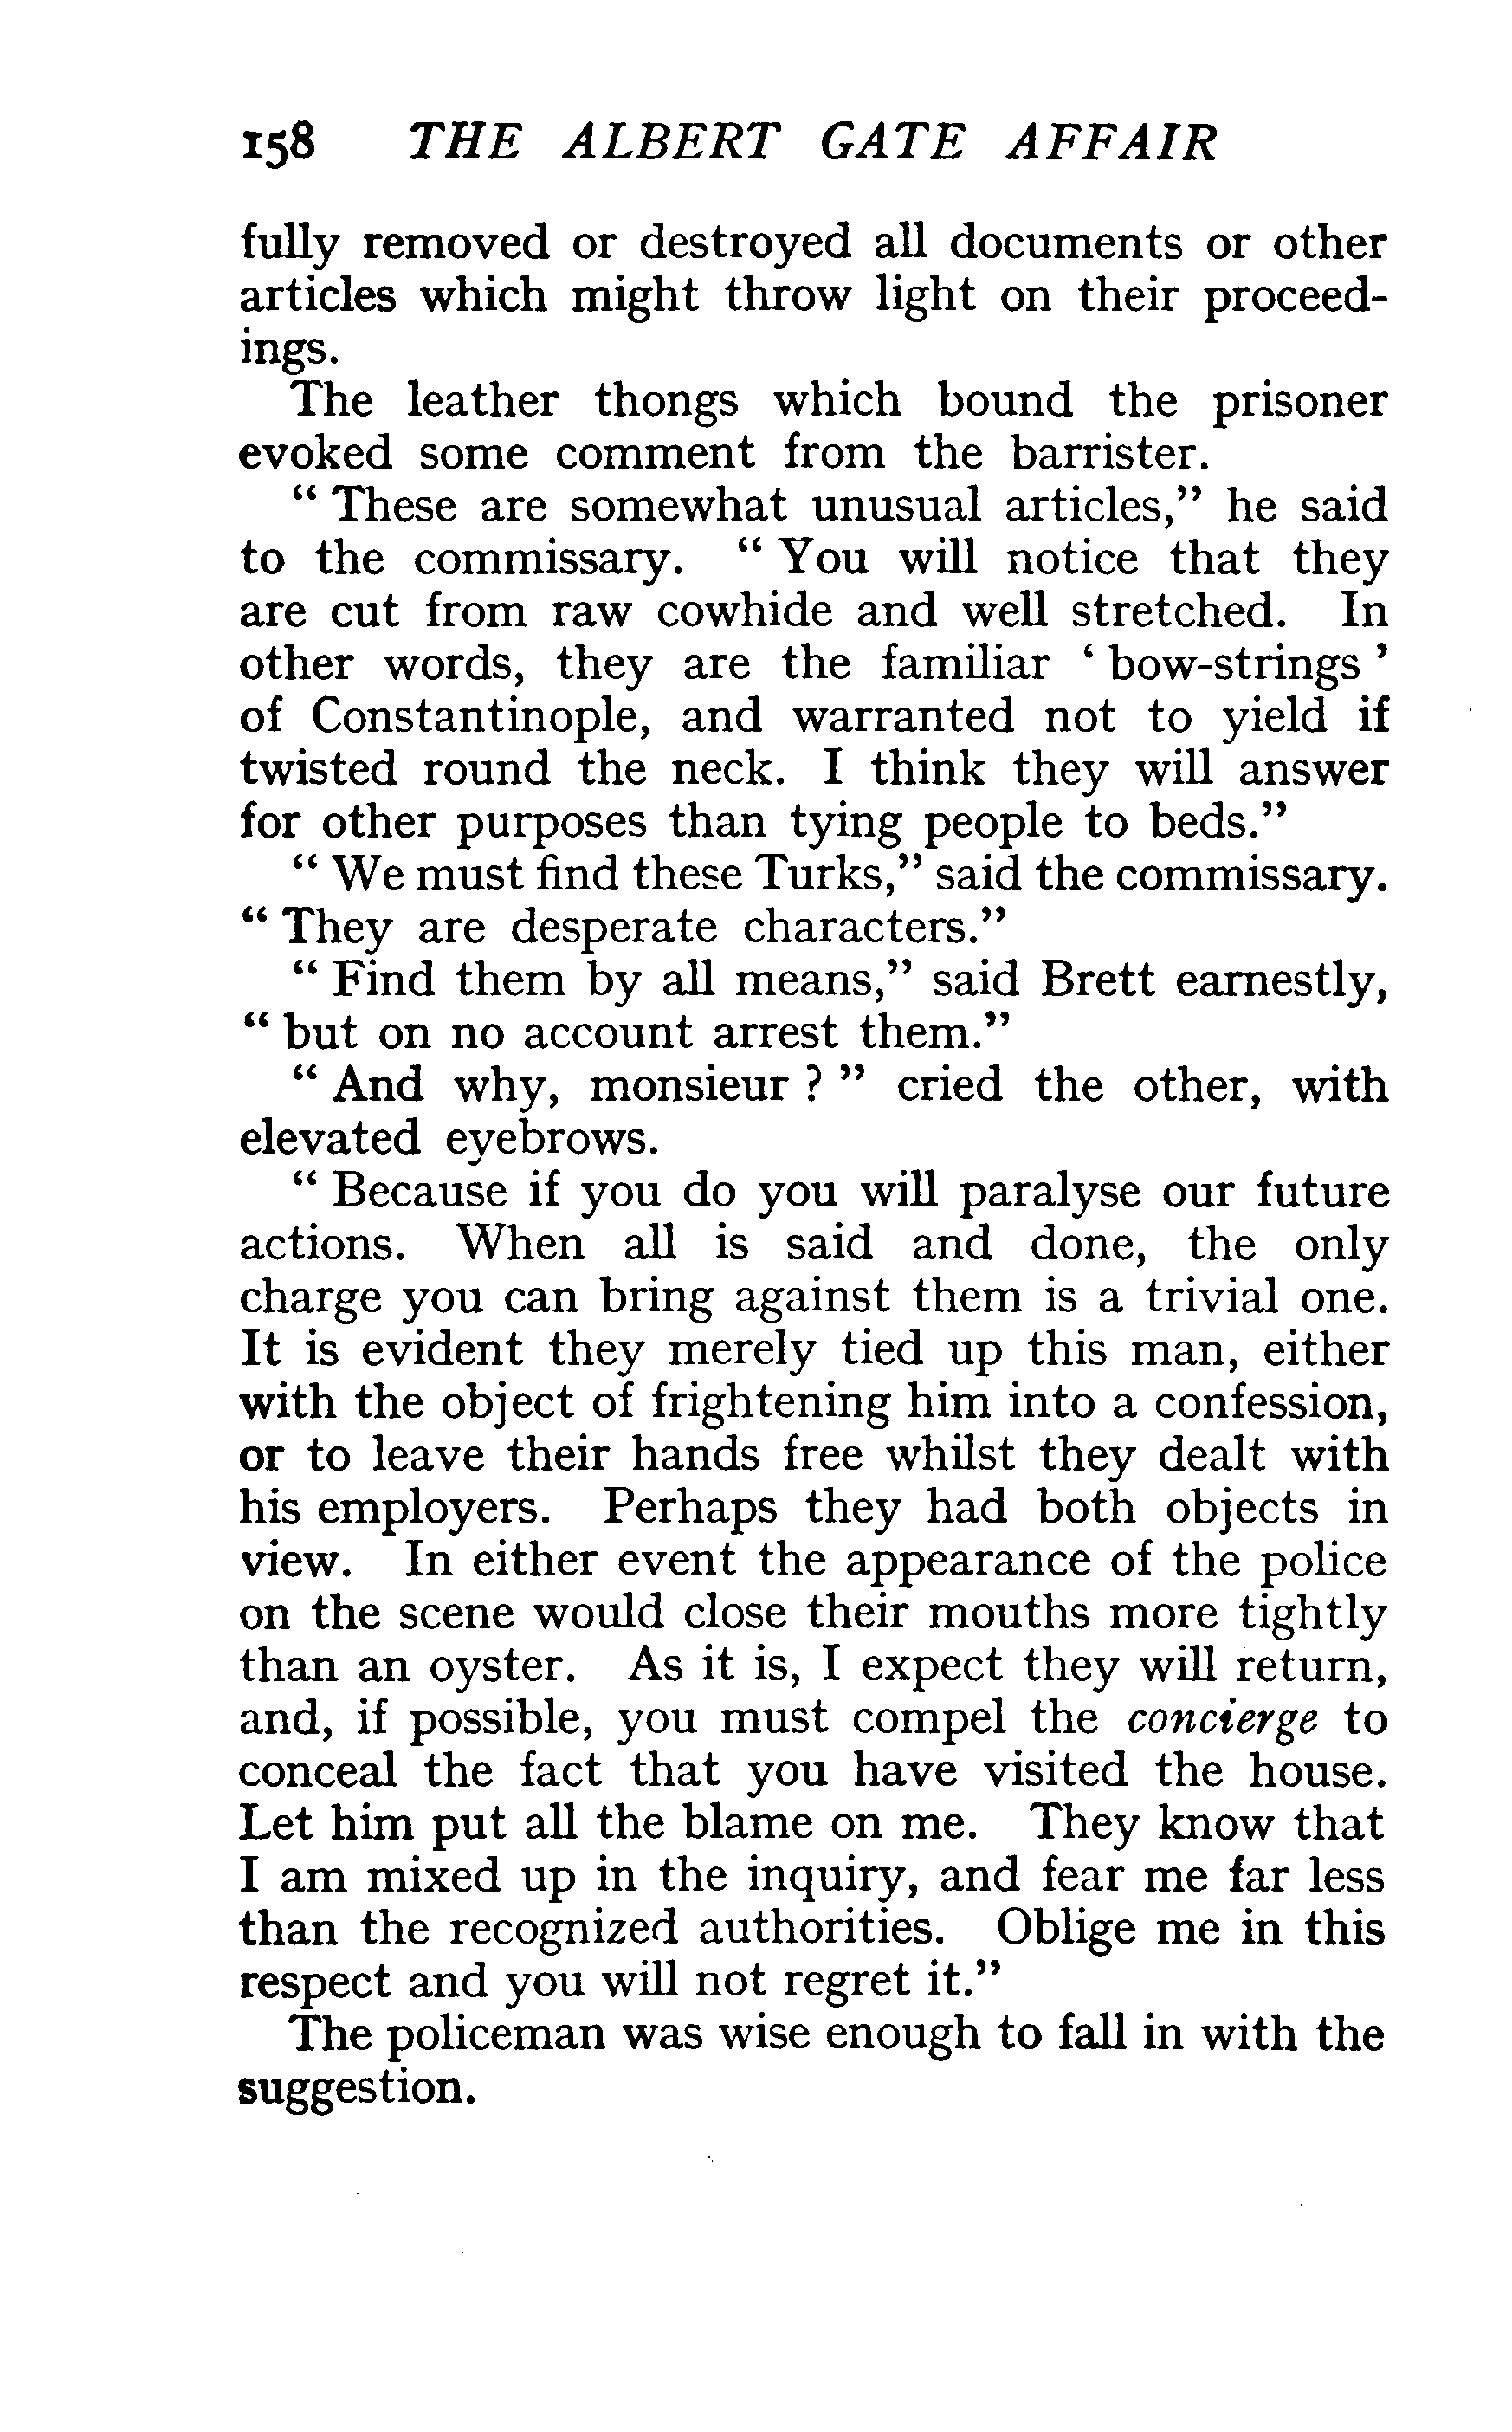 158 THE ALBERT GATE AFFAIR
fully removed or destroyed all documents or other
articles which might throw light on their proceed-
ings.
The leather thongs which bound the prisoner
evoked some comment from the barrister.
“ These are somewhat unusual articles,” he said
to the commissary. “ You will notice that they
are cut from raw cowhide and well stretched. In
other words, they are the familiar ‘ bow-strings ’
of Constantinople, and warranted not to yield if
twisted round the neck. I think they will answer
for other purposes than tying people to beds.”
“ We must find these Turks,” said the commissary.
“ They are desperate characters.”
“ Find them by all means,” said Brett earnestly,
“ but on no account arrest them.”
“ And why, monsieur ? ” cried the other, with
elevated eyebrows.
“ Because if you do you will paralyse our future
actions. When all is said and done, the only
charge you can bring against them is a trivial one.
It is evident they merely tied up this man, either
with the object of frightening him into a confession,
or to leave their hands free whilst they dealt with
his employers. Perhaps they had both objects in
view. In either event the appearance of the police
on the scene would close their mouths more tightly
than an oyster. As it is, I expect they will return,
and, if possible, you must compel the concierge to
conceal the fact that you have visited the house.
Let him put all the blame on me. They know that
I am mixed up in the inquiry, and fear me far less
than the recognized authorities. Oblige me in this
respect and you will not regret it.”
The policeman was wise enough to fall in with the
suggestion.